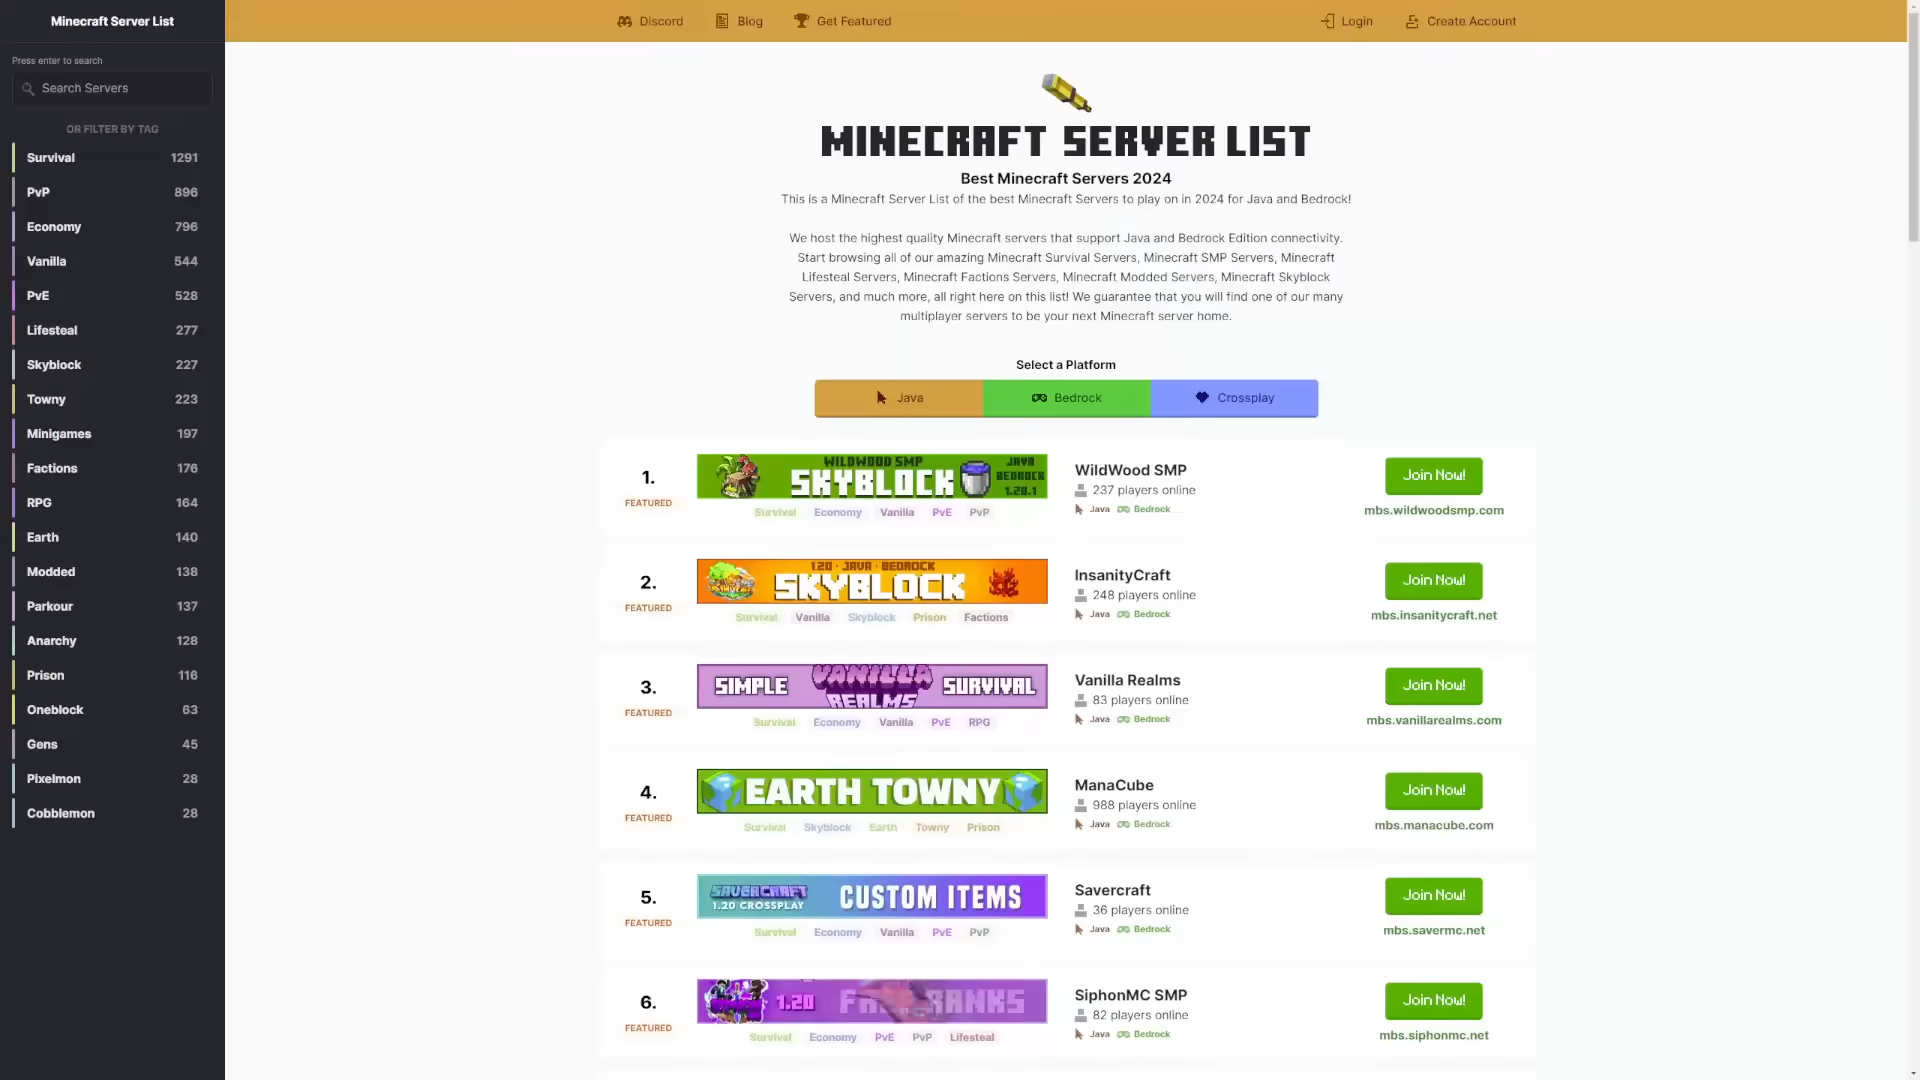 Minecraft Server List
Discord
Blog
Get Featured
Login
Create Account
Press enter to search
Search Servers
OR FILTER BY TAG
Survival 1291
PvP 896
Economy 796
Vanilla 544
PvE 528
Lifesteal 277
Skyblock 227
Towny 223
Minigames 197
Factions 176
RPG 164
Earth 140
Modded 138
Parkour 137
Anarchy 128
Prison 116
Oneblock 63
Gens 45
Pixelmon 28
Cobblemon 28
MINECRAFT SERVER LIST
Best Minecraft Servers 2024
This is a Minecraft Server List of the best Minecraft Servers to play on in 2024 for Java and Bedrock!
We host the highest quality Minecraft servers that support Java and Bedrock Edition connectivity.
Start browsing all of our amazing Minecraft Survival Servers, Minecraft SMP Servers, Minecraft
Lifesteal Servers, Minecraft Factions Servers, Minecraft Modded Servers, Minecraft Skyblock
Servers, and much more, all right here on this list! We guarantee that you will find one of our many
multiplayer servers to be your next Minecraft server home.
Select a Platform
Java
Bedrock
Crossplay
1.
FEATURED
WILDWOOD SMP
SKYBLOCK
JAVA
BEDROCK
1.20.1
Survival Economy Vanilla PvE PvP
WildWood SMP
237 players online
Java Bedrock
Join Now!
mbs.wildwoodsmp.com
2.
FEATURED
1.20 · JAVA · BEDROCK
SKYBLOCK
Survival Vanilla Skyblock Prison Factions
InsanityCraft
248 players online
Java Bedrock
Join Now!
mbs.insanitycraft.net
3.
FEATURED
SIMPLE
VANILLA
REALMS
SURVIVAL
Survival Economy Vanilla PvE RPG
Vanilla Realms
83 players online
Java Bedrock
Join Now!
mbs.vanillarealms.com
4.
FEATURED
EARTH TOWNY
Survival Skyblock Earth Towny Prison
ManaCube
988 players online
Java Bedrock
Join Now!
mbs.manacube.com
5.
FEATURED
SAVERCRAFT
1.20 CROSSPLAY
CUSTOM ITEMS
Survival Economy Vanilla PvE PvP
Savercraft
36 players online
Java Bedrock
Join Now!
mbs.savermc.net
6.
FEATURED
1.20
RANKS
Survival Economy PvE PvP Lifesteal
SiphonMC SMP
82 players online
Java Bedrock
Join Now!
mbs.siphonmc.net